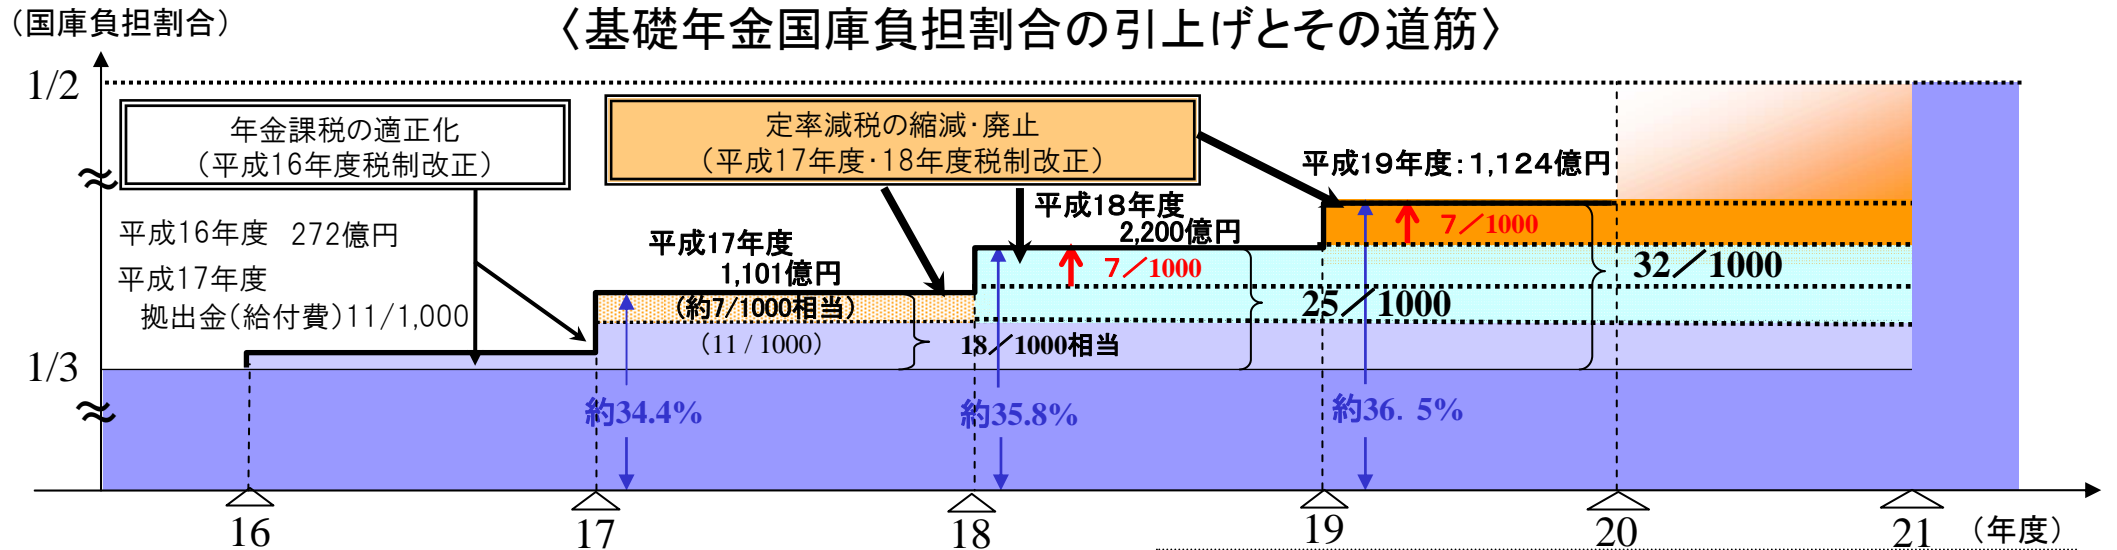 〈基礎年金国庫負担割合の引上げとその道筋〉
（国庫負担割合）
1/2
年金課税の適正化
（平成16年度税制改正）
定率減税の縮減・廃止
（平成17年度・18年度税制改正）
平成19年度：1,124億円
平成16年度 272億円
平成17年度
拠出金（給付費）11/1,000
平成17年度
1,101億円
（約7/1000相当）
（11 / 1000）
18／1000相当
平成18年度
2,200億円
7／1000
25／1000
7／1000
32／1000
1/3
約34.4%
約35.8%
約36．5%
16
17
18
19
20
21
（年度）